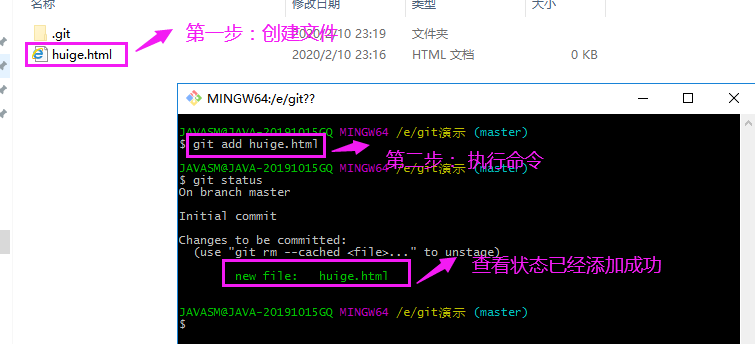 名称 修改日期 类型 大小
.git 2020/2/10 23:19 文件夹
第一步：创建文件
huige.html 2020/2/10 23:16 HTML 文档 0 KB
MINGW64:/e/git??
JAVASM@JAVA-20191015GQ MINGW64 /e/git演示 (master)
$ git add huige.html
第二步： 执行命令
JAVASM@JAVA-20191015GQ MINGW64 /e/git演示 (master)
$ git status
On branch master
Initial commit
Changes to be committed:
(use "git rm --cached <file>..." to unstage)
new file: huige.html
查看状态已经添加成功
JAVASM@JAVA-20191015GQ MINGW64 /e/git演示 (master)
$